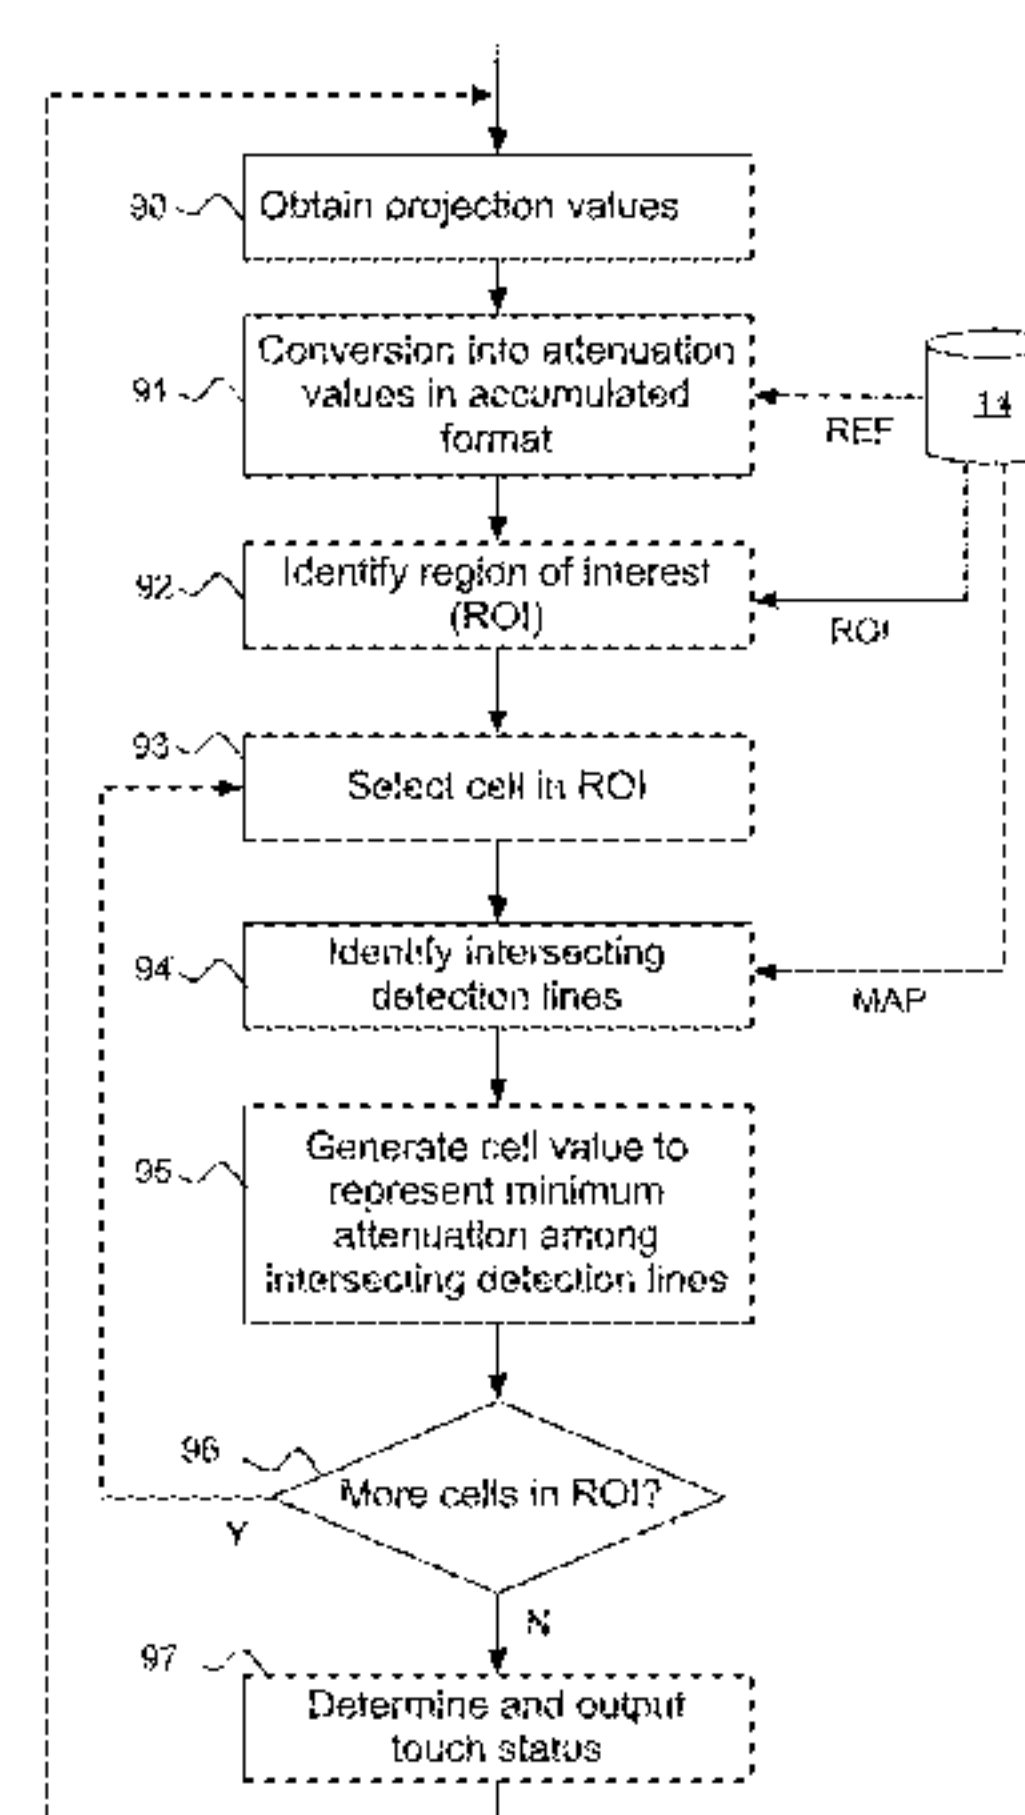 90
Obtain projection values
91
Conversion into attenuation
values in accumulated
format
REF
14
92
Identify region of interest
(ROI)
ROI
93
Select cell in ROI
94
Identify intersecting
detection lines
MAP
95
Generate cell value to
represent minimum
attenuation among
intersecting detection lines
96
More cells in ROI?
Y
N
97
Determine and output
touch status